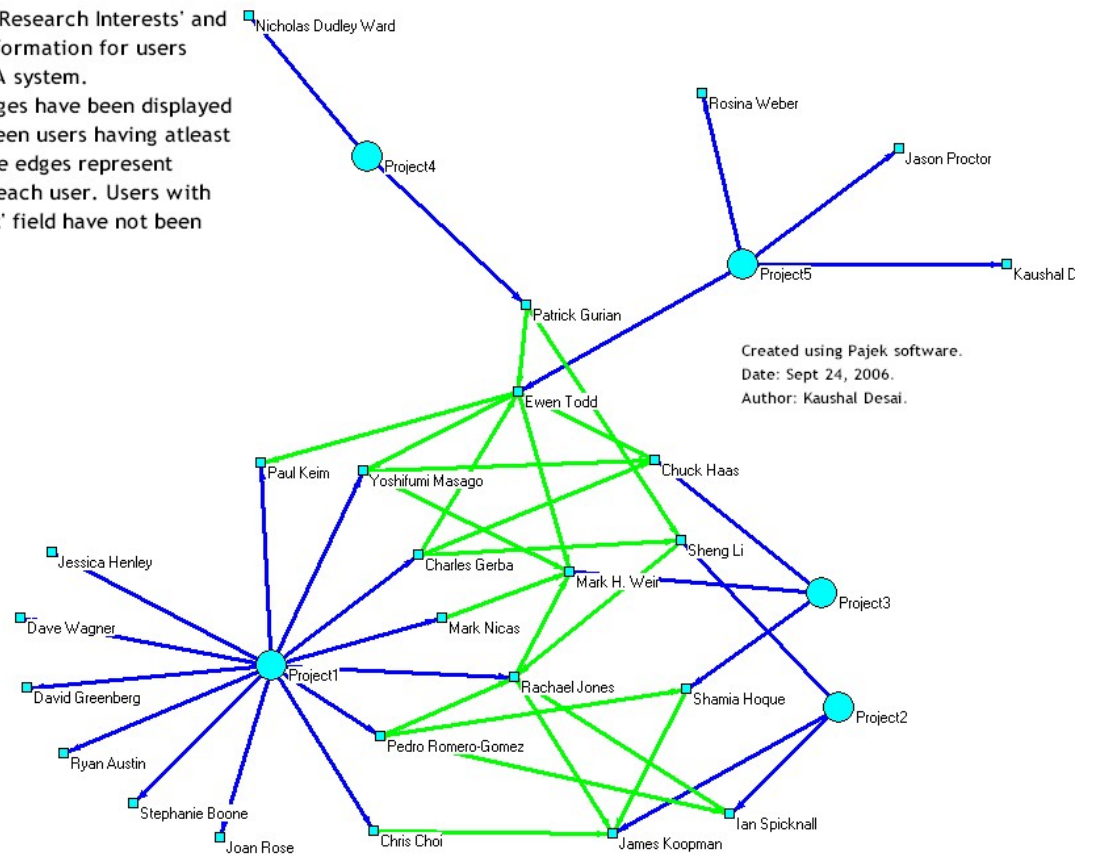 Research Interests' and
formation for users
A system.
ges have been displayed
een users having atleast
e edges represent
each user. Users with
' field have not been
Nicholas Dudley Ward
Rosina Weber
Jason Proctor
Project4
Project5
Kaushal D
Patrick Gurian
Created using Pajek software.
Date: Sept 24, 2006.
Author: Kaushal Desai.
Ewen Todd
Paul Keim
Yoshifumi Masago
Chuck Haas
Jessica Henley
Charles Gerba
Sheng Li
Mark H. Weir
Project3
Dave Wagner
Mark Nicas
Project1
David Greenberg
Rachael Jones
Shamia Hoque
Project2
Pedro Romero-Gomez
Ryan Austin
Stephanie Boone
Ian Spicknall
Joan Rose
Chris Choi
James Koopman